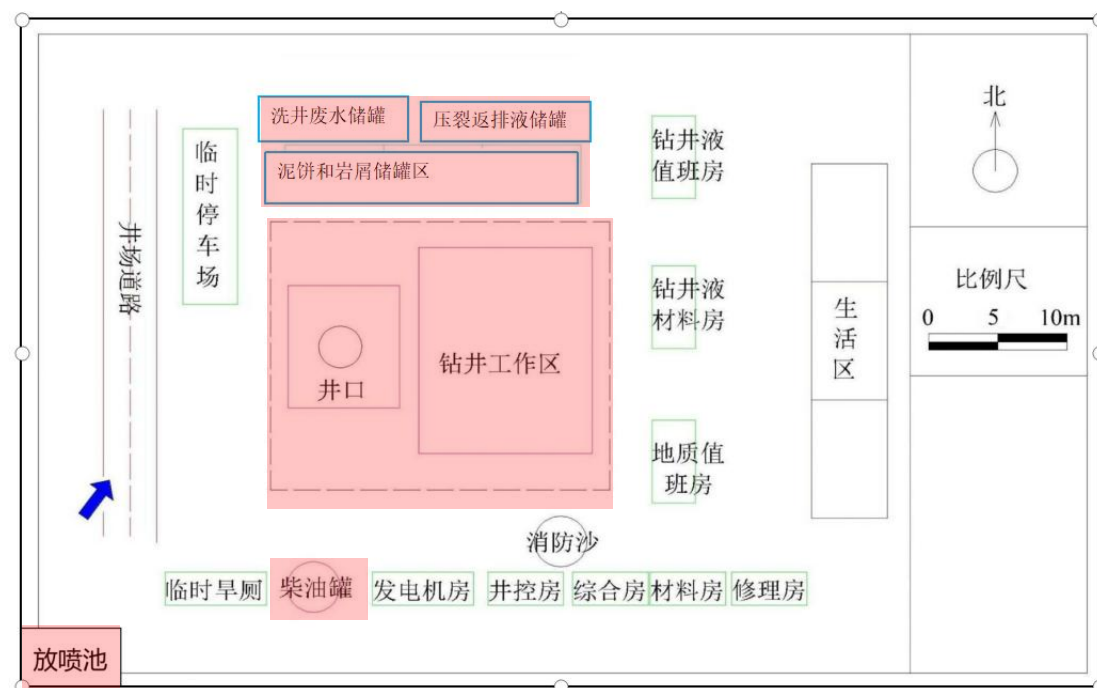 洗井废水储罐
压裂返排液储罐
泥饼和岩屑储罐区
临时停车场
井场道路
钻井液
值班房
北
钻井液
材料房
比例尺
0 5 10m
生活区
井口
钻井工作区
地质值
班房
消防沙
临时旱厕
柴油罐
发电机房
井控房
综合房
材料房
修理房
放喷池